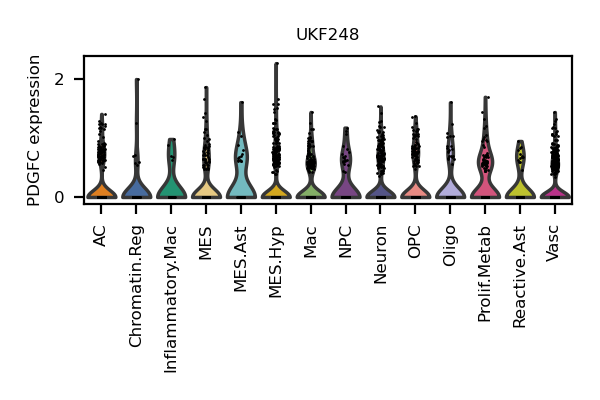 UKF248
PDGFC expression
2
0
AC
Chromatin.Reg
Inflammatory.Mac
MES
MES.Ast
MES.Hyp
Mac
NPC
Neuron
OPC
Oligo
Prolif.Metab
Reactive.Ast
Vasc